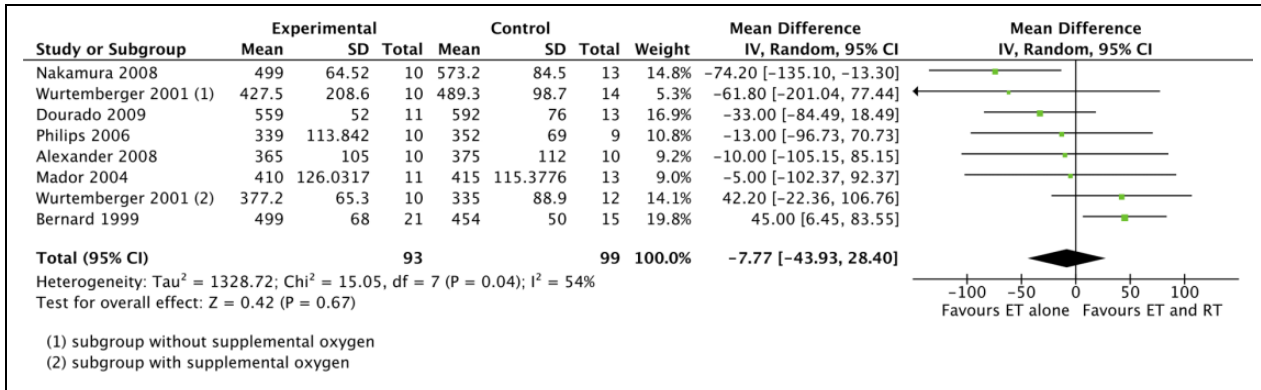 Experimental Control Mean Difference Mean Difference
Study or Subgroup Mean SD Total Mean SD Total Weight IV, Random, 95% CI IV, Random, 95% CI
Nakamura 2008 499 64.52 10 573.2 84.5 13 14.8% -74.20 [-135.10, -13.30]
Wurtemberger 2001 (1) 427.5 208.6 10 489.3 98.7 14 5.3% -61.80 [-201.04, 77.44]
Dourado 2009 559 52 11 592 76 13 16.9% -33.00 [-84.49, 18.49]
Philips 2006 339 113.842 10 352 69 9 10.8% -13.00 [-96.73, 70.73]
Alexander 2008 365 105 10 375 112 10 9.2% -10.00 [-105.15, 85.15]
Mador 2004 410 126.0317 11 415 115.3776 13 9.0% -5.00 [-102.37, 92.37]
Wurtemberger 2001 (2) 377.2 65.3 10 335 88.9 12 14.1% 42.20 [-22.36, 106.76]
Bernard 1999 499 68 21 454 50 15 19.8% 45.00 [6.45, 83.55]
Total (95% CI) 93 99 100.0% -7.77 [-43.93, 28.40]
Heterogeneity: Tau² = 1328.72; Chi² = 15.05, df = 7 (P = 0.04); I² = 54%
Test for overall effect: Z = 0.42 (P = 0.67)
-100 -50 0 50 100
Favours ET alone Favours ET and RT
(1) subgroup without supplemental oxygen
(2) subgroup with supplemental oxygen